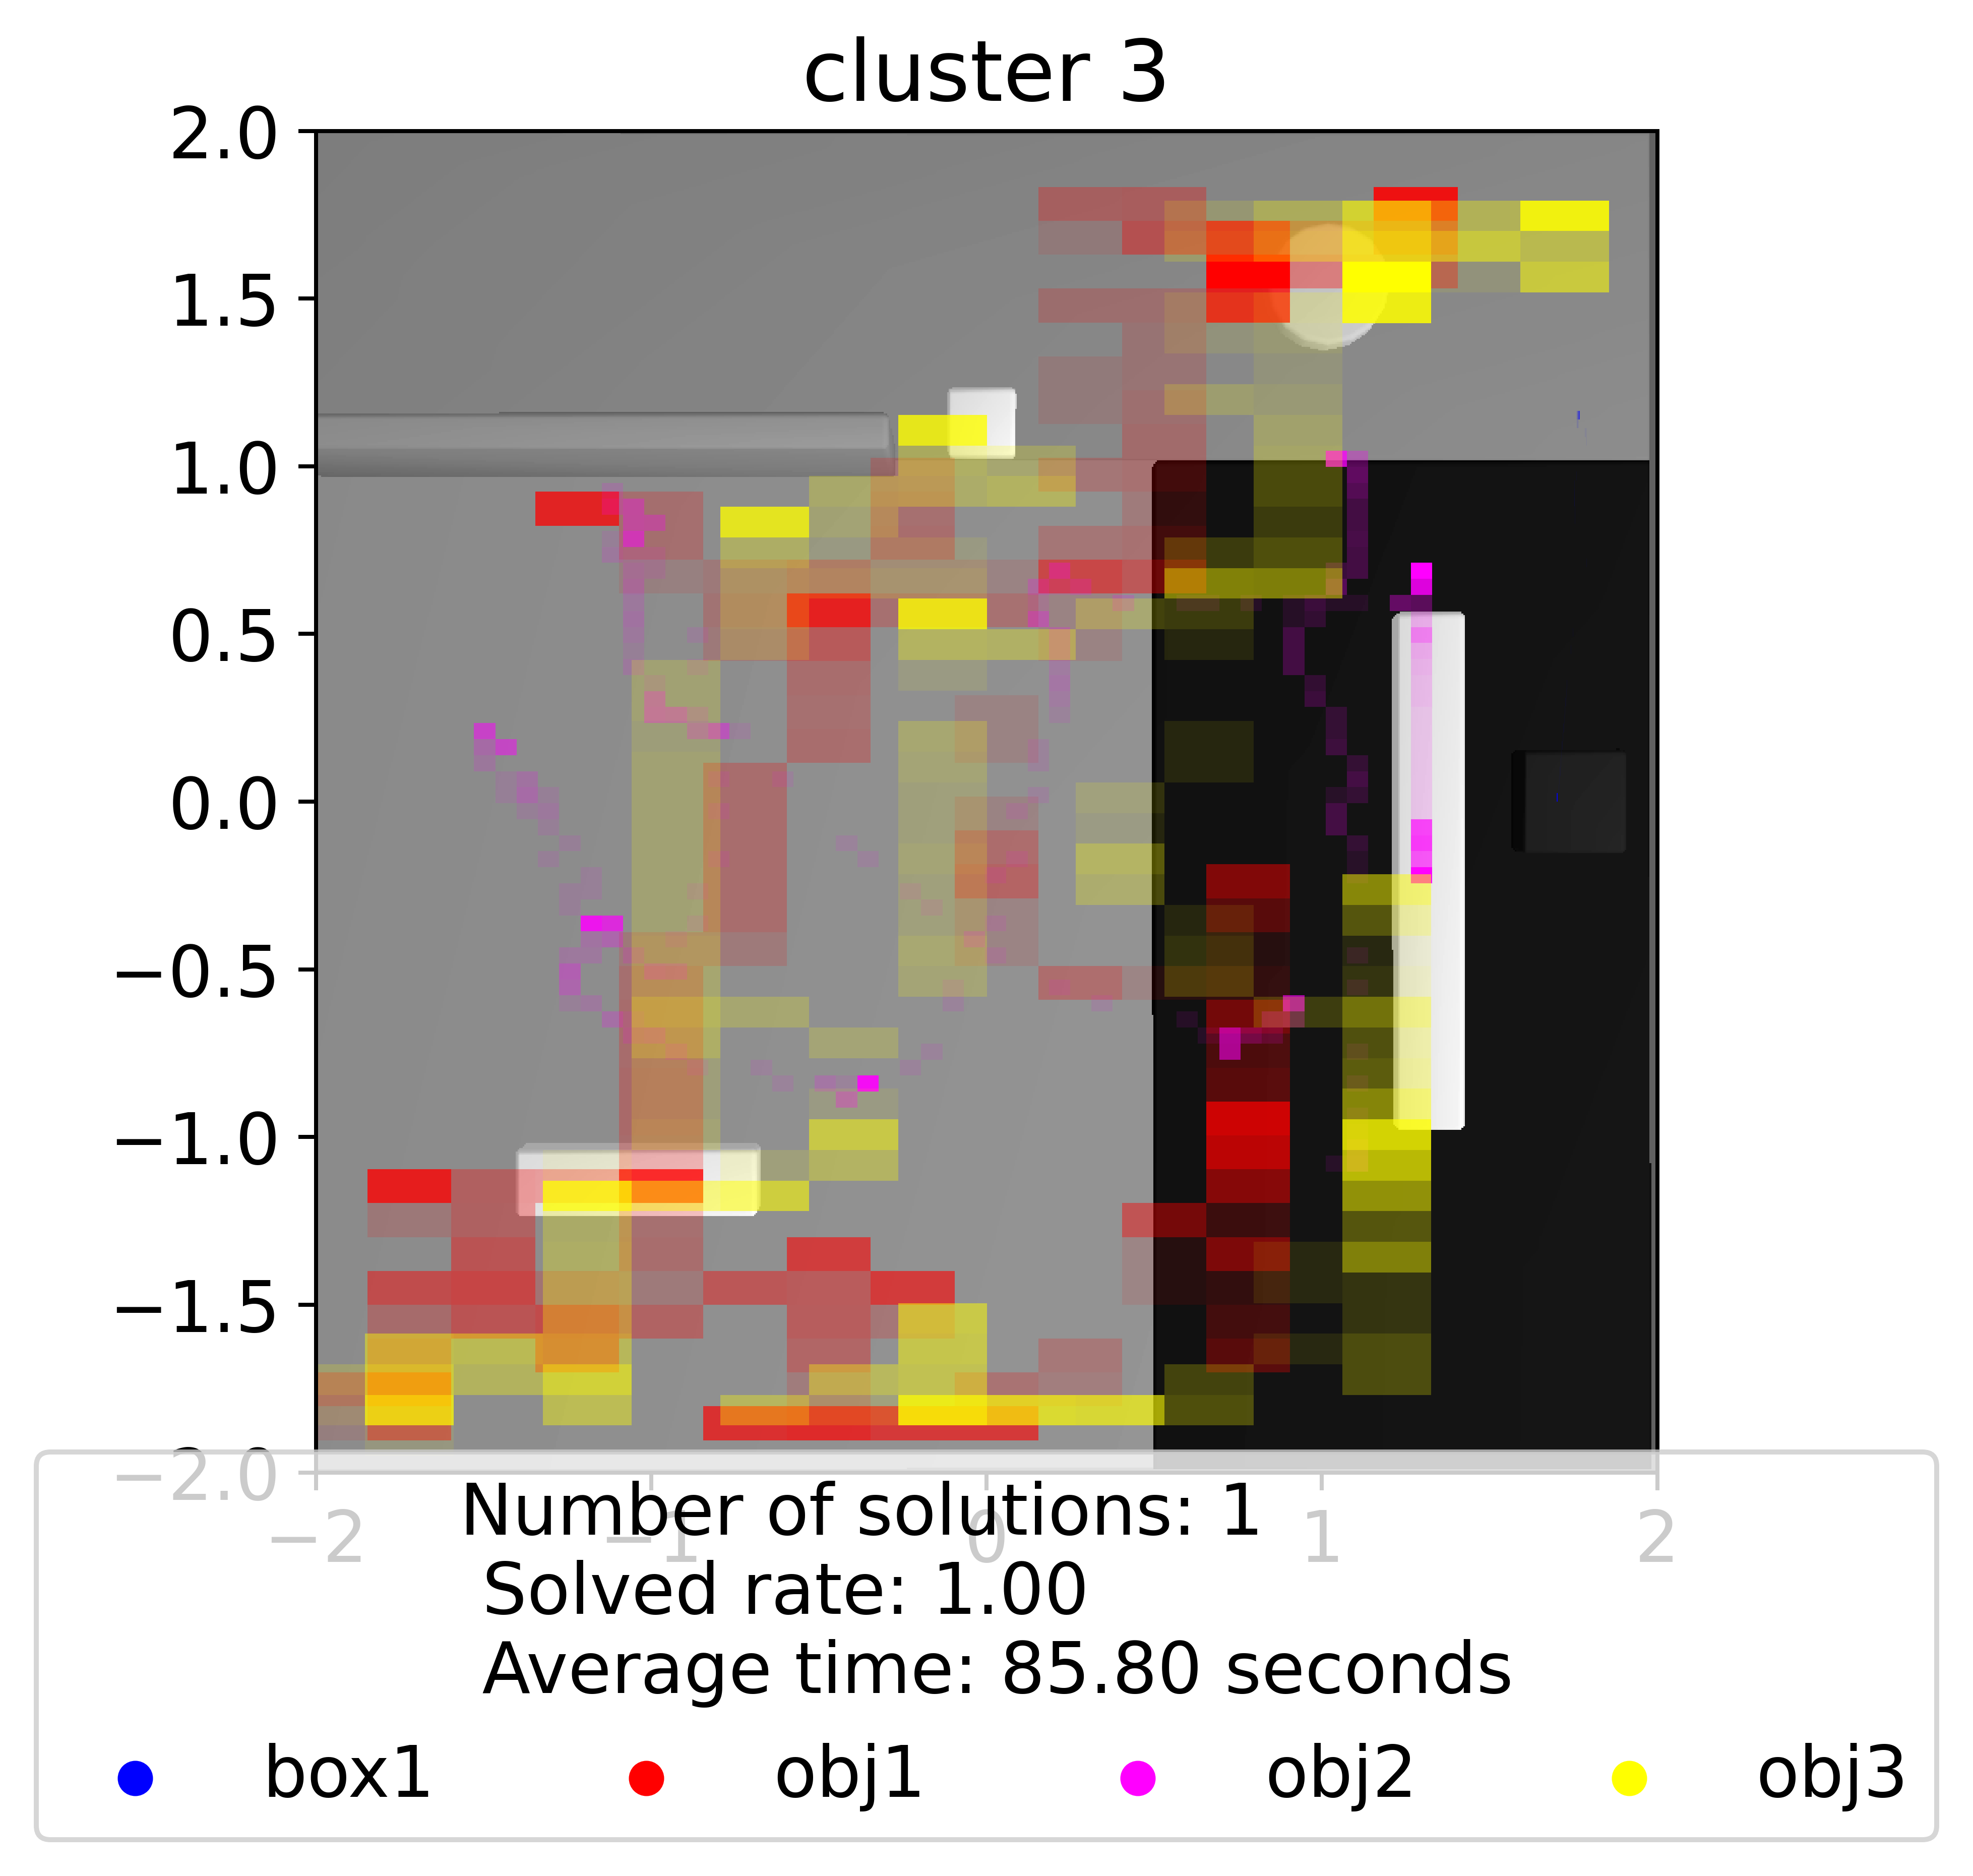 cluster 3
2.0
1.5
1.0
0.5
0.0
−0.5
−1.0
−1.5
−2.0
−2 −1 0 1 2
Number of solutions: 1
Solved rate: 1.00
Average time: 85.80 seconds
box1 obj1 obj2 obj3